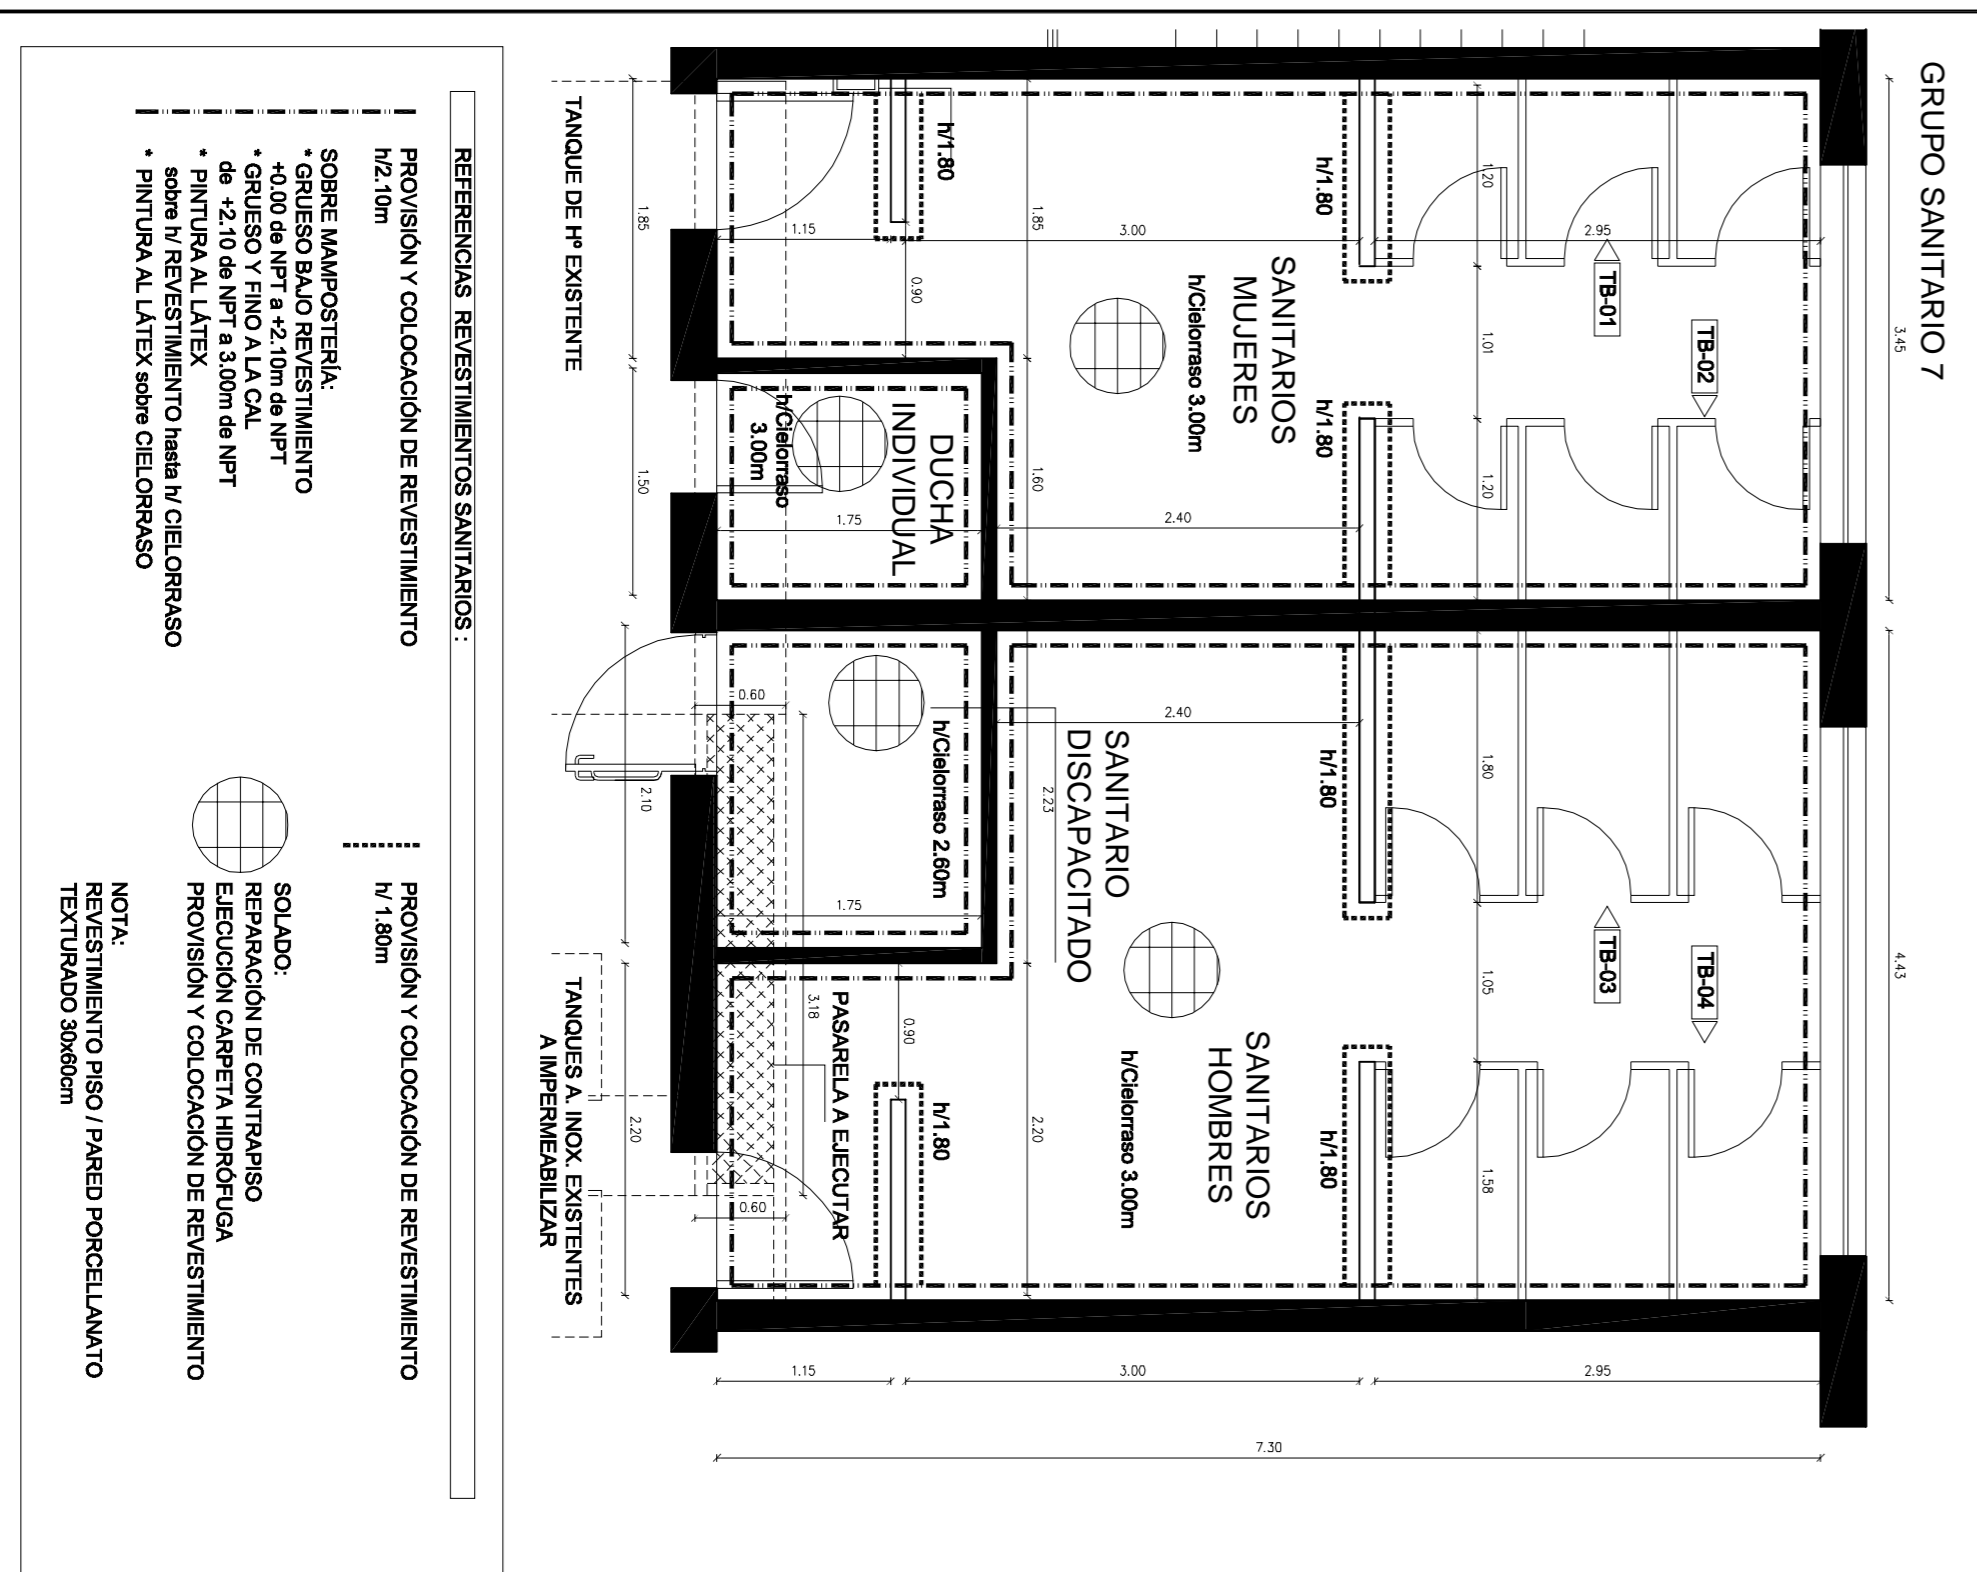 GRUPO SANITARIO 7
3.45
4.43
TB-02
TB-04
TB-01
TB-03
2.95
1.20
1.01
1.20
1.80
1.05
1.58
h/1.80
h/1.80
h/1.80
h/1.80
SANITARIOS
MUJERES
h/Cielorraso 3.00m
SANITARIOS
HOMBRES
h/Cielorraso 3.00m
3.00
2.40
2.40
SANITARIO
DISCAPACITADO
2.23
1.85
1.60
2.20
h/1.80
DUCHA
INDIVIDUAL
h/Cielorraso
3.00m
h/Cielorraso 2.60m
h/1.80
0.90
0.90
1.15
1.75
1.75
PASARELA A EJECUTAR
3.18
0.60
0.60
1.85
1.50
2.10
2.20
TANQUE DE Hº EXISTENTE
TANQUES A. INOX. EXISTENTES
A IMPERMEABILIZAR
1.15
3.00
2.95
7.30
REFERENCIAS REVESTIMIENTOS SANITARIOS :
PROVISIÓN Y COLOCACIÓN DE REVESTIMIENTO
h/2.10m
SOBRE MAMPOSTERÍA:
* GRUESO BAJO REVESTIMIENTO
+0.00 de NPT a +2.10m de NPT
* GRUESO Y FINO A LA CAL
de +2.10 de NPT a 3.00m de NPT
* PINTURA AL LÁTEX
sobre h/ REVESTIMIENTO hasta h/ CIELORRASO
* PINTURA AL LÁTEX sobre CIELORRASO
PROVISIÓN Y COLOCACIÓN DE REVESTIMIENTO
h/ 1.80m
SOLADO:
REPARACIÓN DE CONTRAPISO
EJECUCIÓN CARPETA HIDRÓFUGA
PROVISIÓN Y COLOCACIÓN DE REVESTIMIENTO
NOTA:
REVESTIMIENTO PISO / PARED PORCELLANATO
TEXTURADO 30x60cm